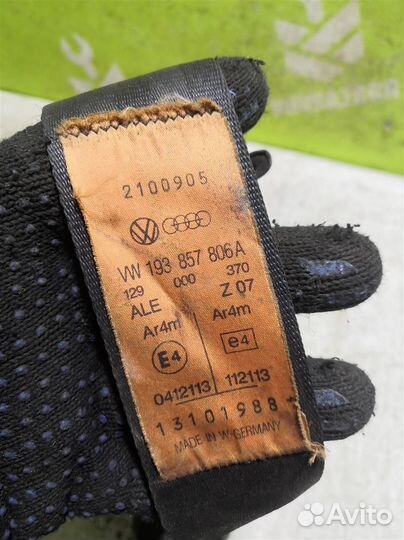 2100905
VW 193 857 806A
129 000 370
ALE Z 07
Ar4m Ar4m
E4 e4
0412113 112113
13101988
MADE IN W-GERMANY
Avito